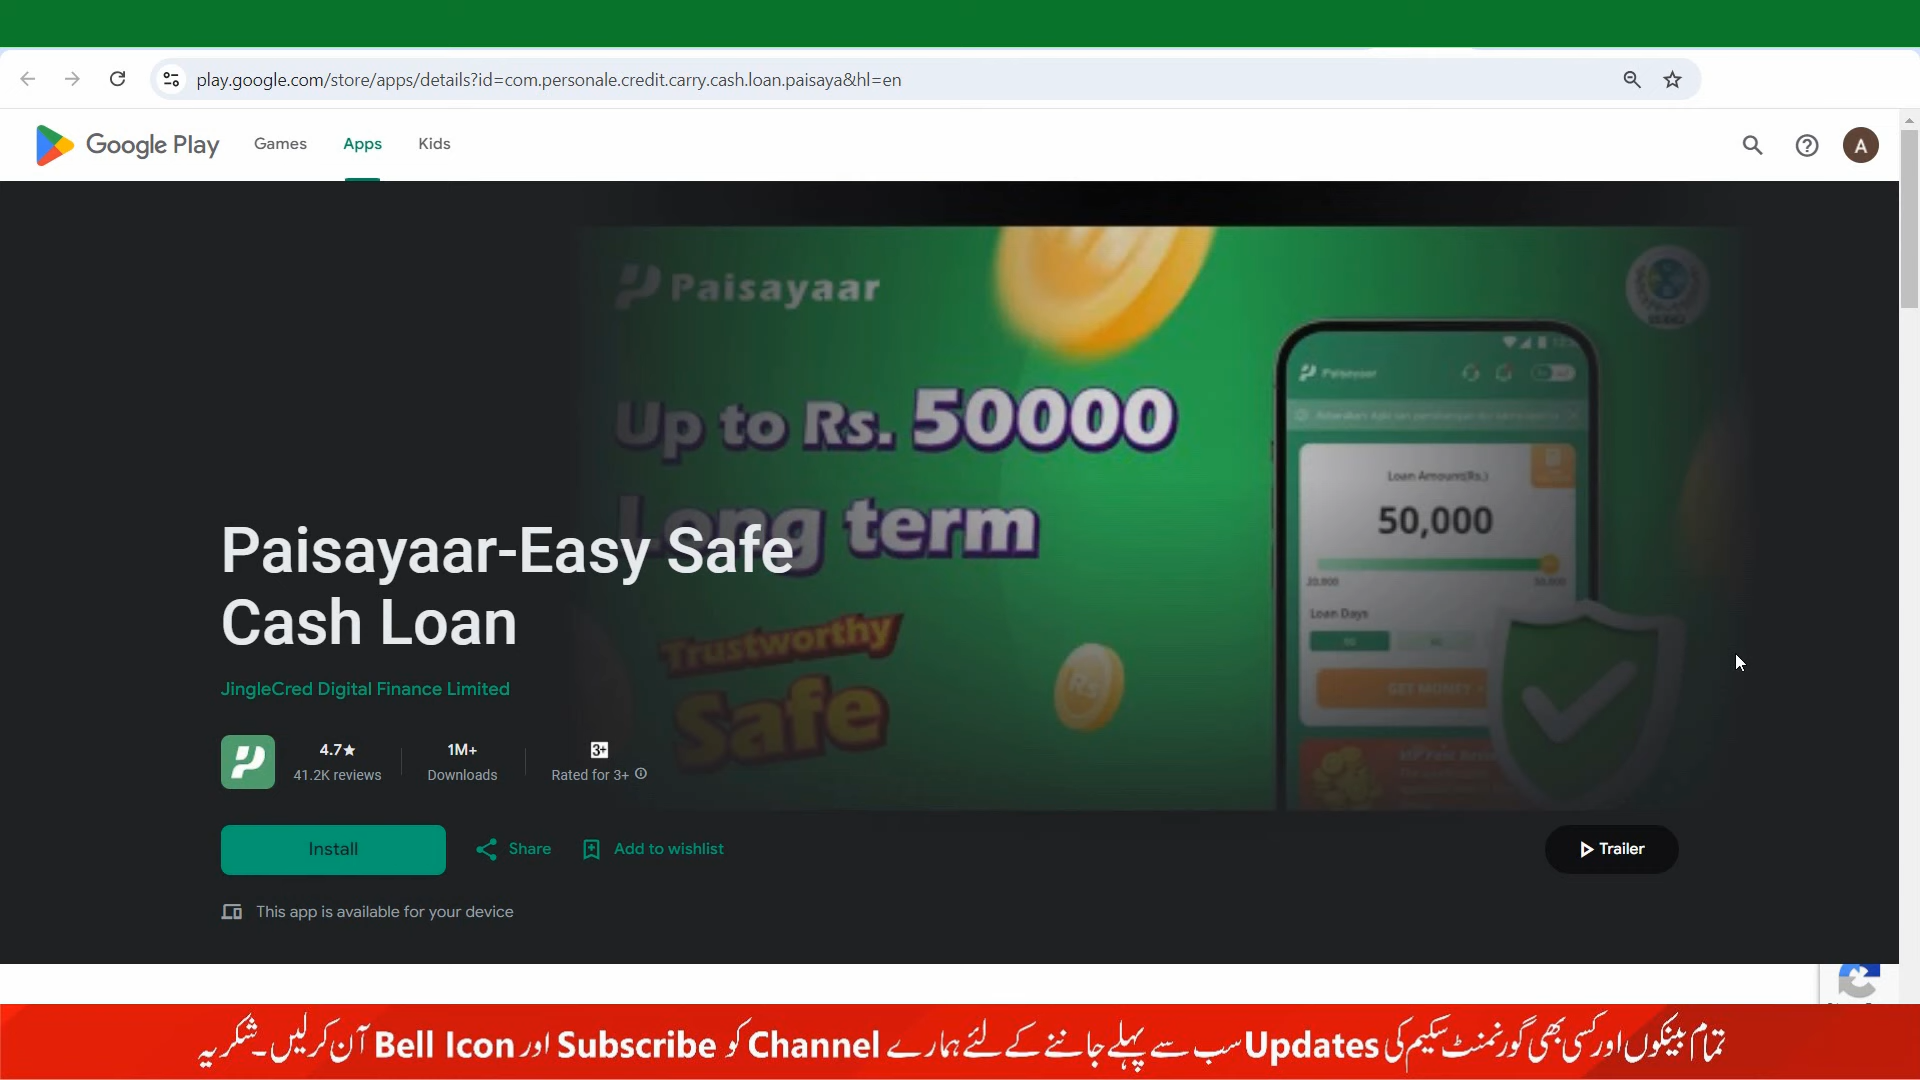 play.google.com/store/apps/details?id=com.personale.credit.carry.cash.loan.paisaya&hl=en
Google Play
Games
Apps
Kids
A
Paisayaar
Up to Rs. 50000
Long term
Trustworthy
Safe
Rs
Paisayaar
Loan Amount(Rs.)
50,000
Loan Days
GET MONEY
Paisayaar-Easy Safe
Cash Loan
JingleCred Digital Finance Limited
4.7★
41.2K reviews
1M+
Downloads
3+
Rated for 3+
Install
Share
Add to wishlist
Trailer
This app is available for your device
تمام بینکوں اور کسی بھی گورنمنٹ سکیم کی Updates سب سے پہلے جاننے کے لئے ہمارے Channel کو Subscribe اور Bell Icon آن کر لیں۔ شکریہ